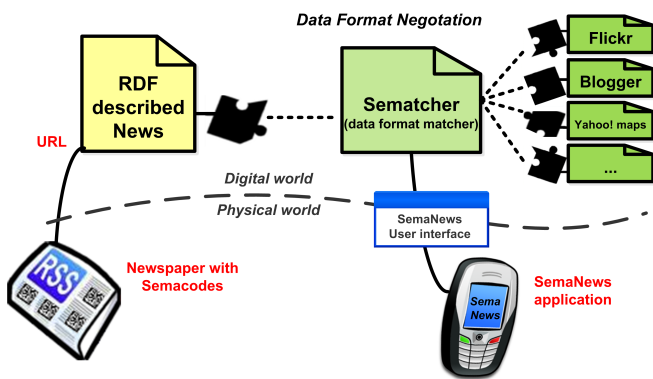 Data Format Negotation
Flickr
Blogger
Yahoo! maps
...
RDF
described
News
Sematcher
(data format matcher)
URL
Digital world
Physical world
SemaNews
User interface
RSS
Newspaper with
Semacodes
Sema
News
SemaNews
application